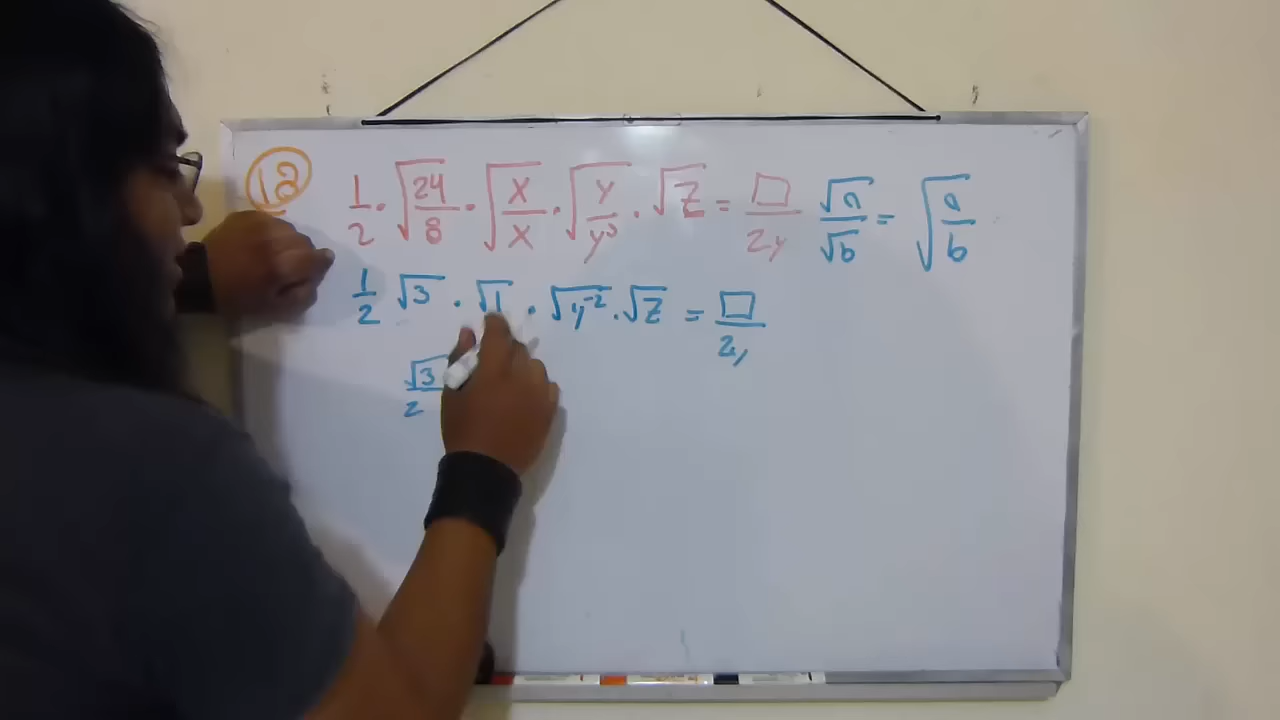 12
1/2 · √(24/8) · √(x/x) · √(y/y³) · √z = □/2y
√a/√b = √(a/b)
1/2 √3 · √1 · √y⁻² · √z = □/2y
√3/2